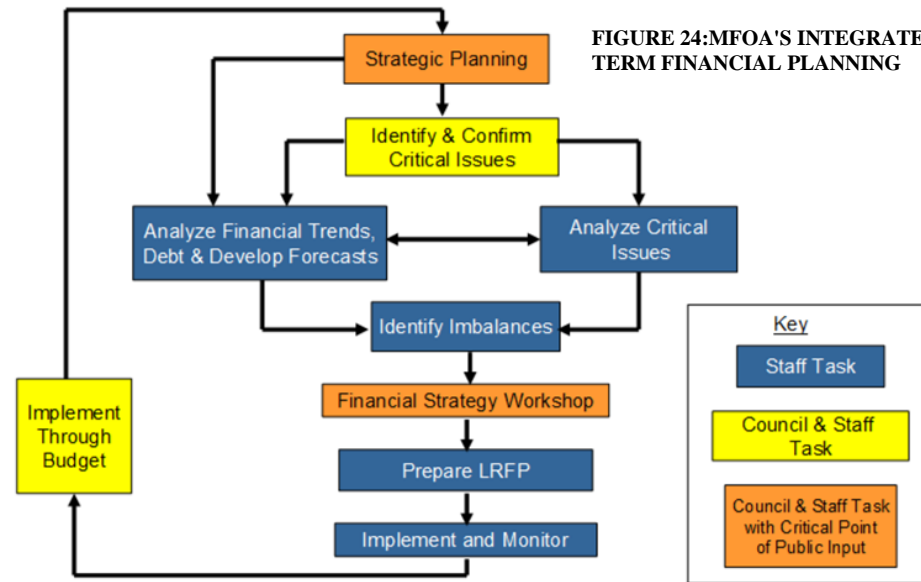 FIGURE 24:MFOA'S INTEGRATE
TERM FINANCIAL PLANNING
Strategic Planning
Identify & Confirm
Critical Issues
Analyze Financial Trends,
Debt & Develop Forecasts
Analyze Critical
Issues
Identify Imbalances
Financial Strategy Workshop
Implement
Through
Budget
Prepare LRFP
Implement and Monitor
Key
Staff Task
Council & Staff
Task
Council & Staff Task
with Critical Point
of Public Input